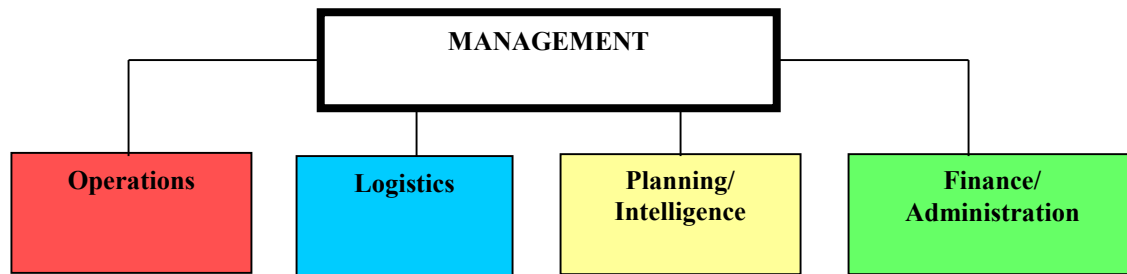 MANAGEMENT
Operations
Logistics
Planning/
Intelligence
Finance/
Administration